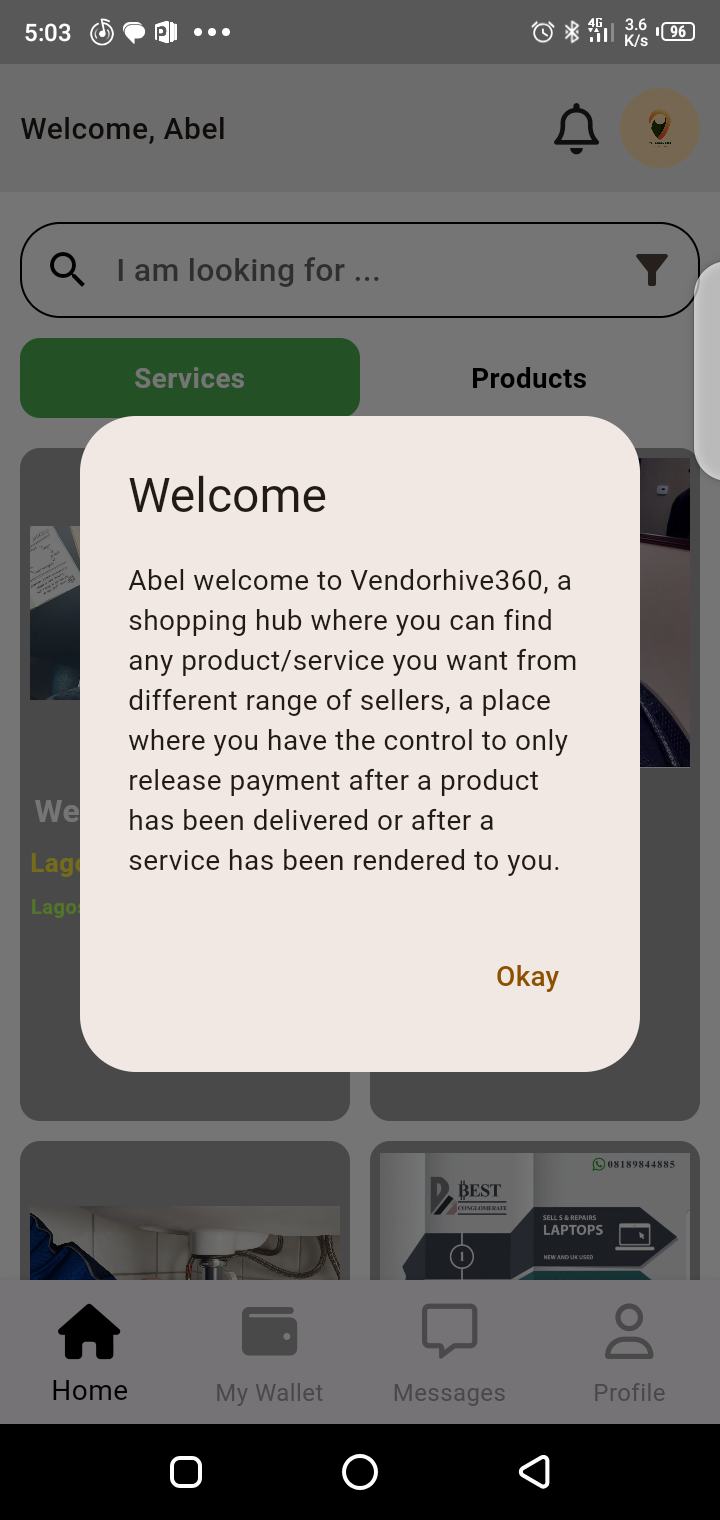 5:03
4G
3.6
K/s
96
Welcome, Abel
I am looking for ...
Services
Products
Welcome
Abel welcome to Vendorhive360, a
shopping hub where you can find
any product/service you want from
different range of sellers, a place
where you have the control to only
release payment after a product
has been delivered or after a
service has been rendered to you.
Okay
We
Lago
Lagos
08189844885
BEST
CONGLOMERATE
SELL S & REPAIRS
LAPTOPS
NEW AND UK USED
1
Home
My Wallet
Messages
Profile